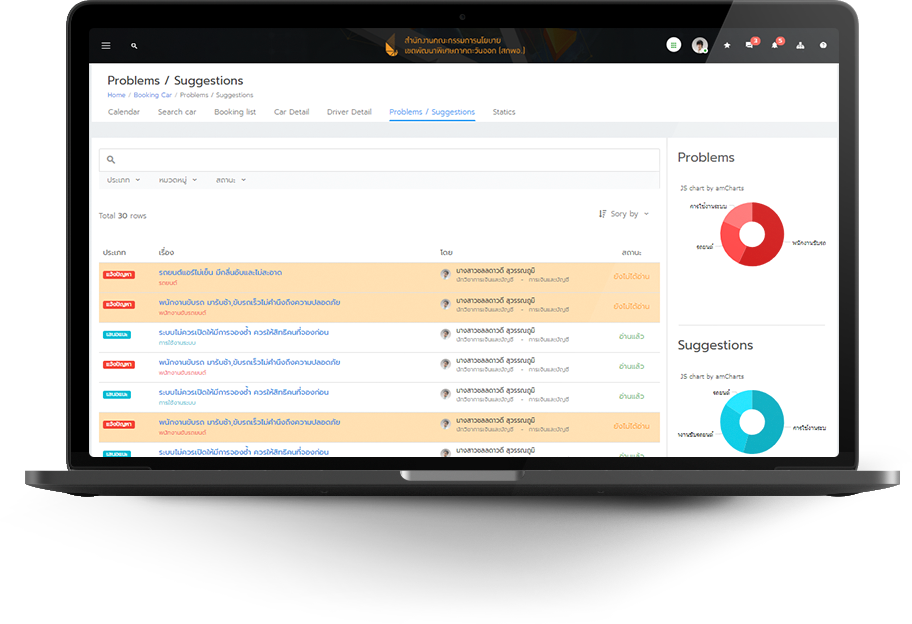 สำนักงานคณะกรรมการนโยบาย
เขตพัฒนาพิเศษภาคตะวันออก (สกพอ.)
3
5
Problems / Suggestions
Home / Booking Car / Problems / Suggestions
Calendar Search car Booking list Car Detail Driver Detail Problems / Suggestions Statics
ประเภท หมวดหมู่ สถานะ
Total 30 rows
Sory by
ประเภท เรื่อง โดย สถานะ
แจ้งปัญหา รถยนต์แอร์ไม่เย็น มีกลิ่นอับและไม่สะอาด นางสาวอลลดาวดี สุวรรณภูมิ ยังไม่ได้อ่าน
รถยนต์ นักวิชาการเงินและบัญชี - การเงินและบัญชี
แจ้งปัญหา พนักงานขับรถ มารับช้า,ขับรถเร็วไม่คำนึงถึงความปลอดภัย นางสาวอลลดาวดี สุวรรณภูมิ ยังไม่ได้อ่าน
พนักงานขับรถยนต์ นักวิชาการเงินและบัญชี - การเงินและบัญชี
เสนอแนะ ระบบไม่ควรเปิดให้มีการจองซ้ำ ควรให้สิทธิคนที่จองก่อน นางสาวอลลดาวดี สุวรรณภูมิ อ่านแล้ว
การใช้งานระบบ นักวิชาการเงินและบัญชี - การเงินและบัญชี
แจ้งปัญหา พนักงานขับรถ มารับช้า,ขับรถเร็วไม่คำนึงถึงความปลอดภัย นางสาวอลลดาวดี สุวรรณภูมิ อ่านแล้ว
พนักงานขับรถยนต์ นักวิชาการเงินและบัญชี - การเงินและบัญชี
เสนอแนะ ระบบไม่ควรเปิดให้มีการจองซ้ำ ควรให้สิทธิคนที่จองก่อน นางสาวอลลดาวดี สุวรรณภูมิ อ่านแล้ว
การใช้งานระบบ นักวิชาการเงินและบัญชี - การเงินและบัญชี
แจ้งปัญหา พนักงานขับรถ มารับช้า,ขับรถเร็วไม่คำนึงถึงความปลอดภัย นางสาวอลลดาวดี สุวรรณภูมิ ยังไม่ได้อ่าน
พนักงานขับรถยนต์ นักวิชาการเงินและบัญชี - การเงินและบัญชี
เสนอแนะ ระบบไม่ควรเปิดให้มีการจองซ้ำ ควรให้สิทธิคนที่จองก่อน นางสาวอลลดาวดี สุวรรณภูมิ อ่านแล้ว
Problems
JS chart by amCharts
การใช้งานระบบ
รถยนต์
พนักงานขับรถ
Suggestions
JS chart by amCharts
รถยนต์
งานขับรถยนต์
การใช้งานระบ